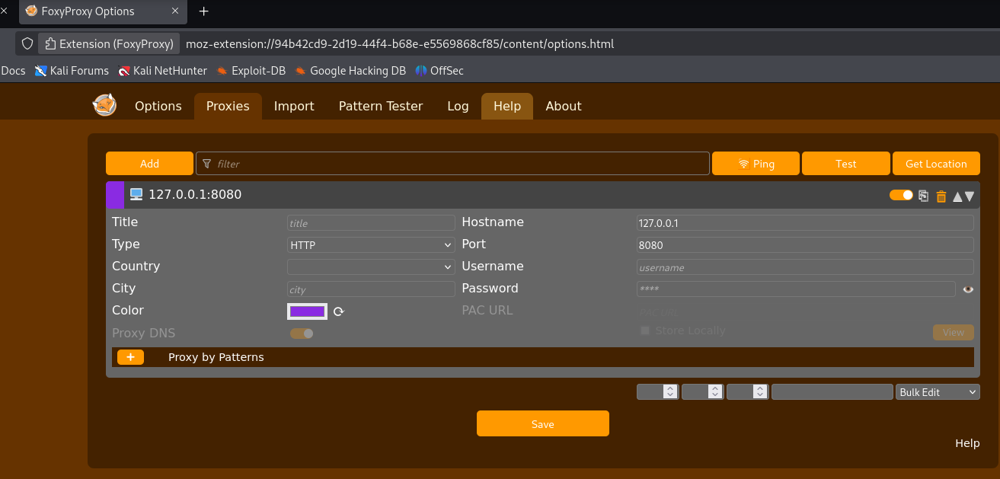 FoxyProxy Options
Extension (FoxyProxy) moz-extension://94b42cd9-2d19-44f4-b68e-e5569868cf85/content/options.html
Docs Kali Forums Kali NetHunter Exploit-DB Google Hacking DB OffSec
Options Proxies Import Pattern Tester Log Help About
Add filter Ping Test Get Location
127.0.0.1:8080
Title title Hostname 127.0.0.1
Type HTTP Port 8080
Country Username username
City city Password ****
Color PAC URL PAC URL
Proxy DNS Store Locally View
+ Proxy by Patterns
Bulk Edit
Save
Help